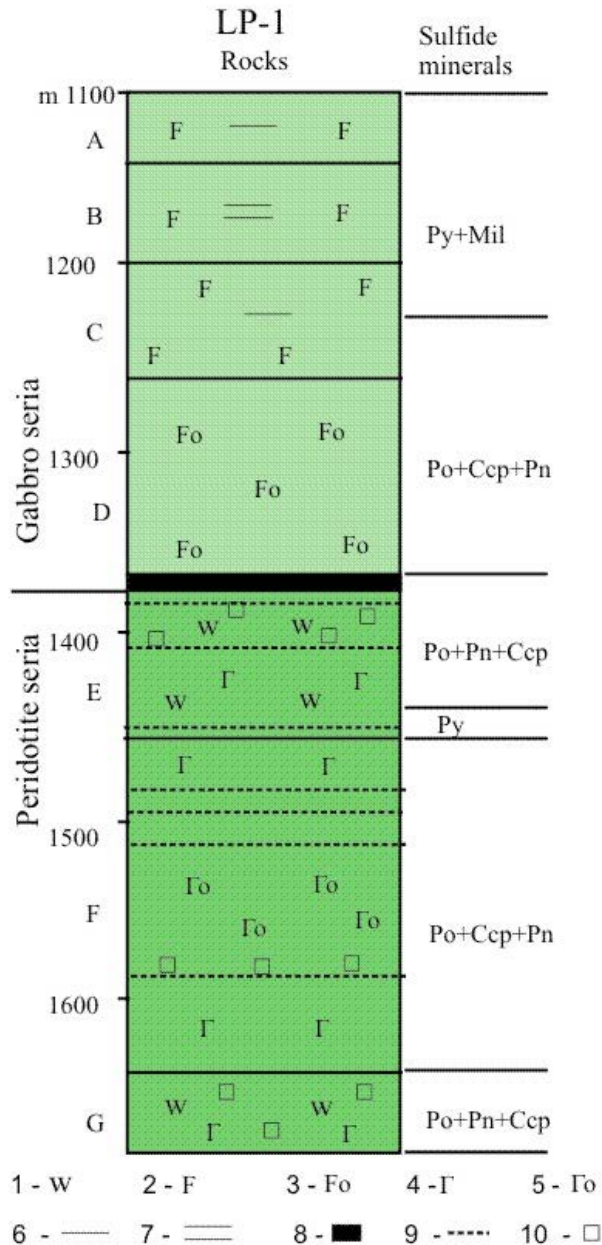 LP-1
Rocks
Sulfide
minerals
m 1100
A
F F
B
F F
Py+Mil
1200
F F
C
F F
Gabbro seria
Fo Fo
1300
Fo
Po+Ccp+Pn
D
Fo Fo
Peridotite seria
1400
W W
Po+Pn+Ccp
Γ Γ
E
W W
Py
Γ Γ
1500
Γo Γo
F
Γo Γo
Po+Ccp+Pn
1600
Γ Γ
W W
G
Γ Γ
Po+Pn+Ccp
1 - W 2 - F 3 - Fo 4 -Γ 5 - Γo
6 - 7 - 8 - 9 - 10 -